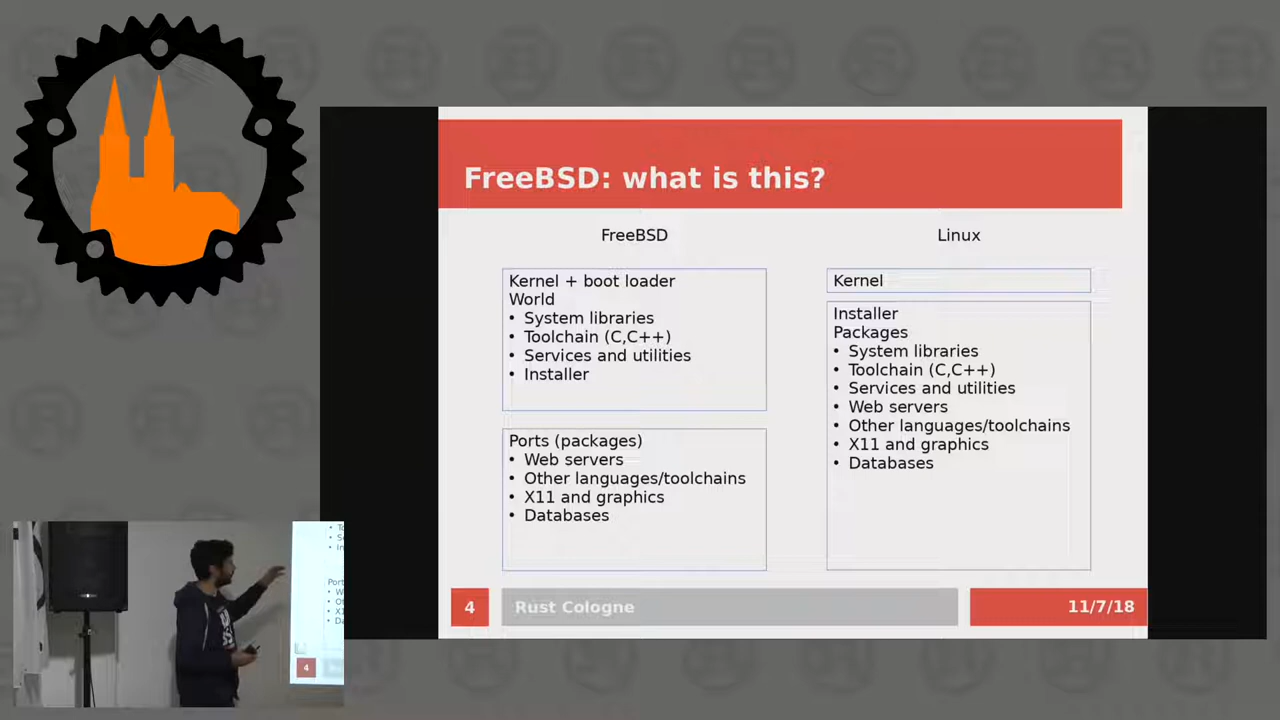 FreeBSD: what is this?
FreeBSD
Kernel + boot loader
World
• System libraries
• Toolchain (C,C++)
• Services and utilities
• Installer
Ports (packages)
• Web servers
• Other languages/toolchains
• X11 and graphics
• Databases
Linux
Kernel
Installer
Packages
• System libraries
• Toolchain (C,C++)
• Services and utilities
• Web servers
• Other languages/toolchains
• X11 and graphics
• Databases
4
Rust Cologne
11/7/18
Port
4